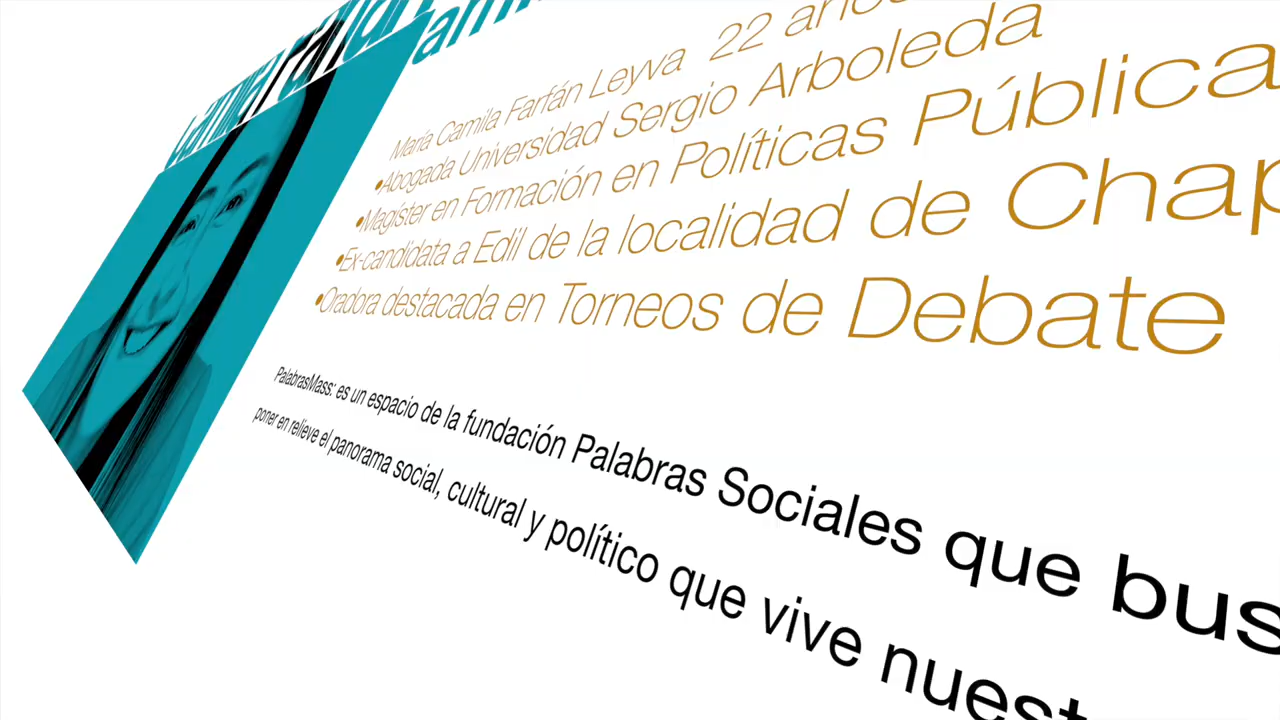 María Camila Farfán Leyva 22 años
•Abogada Universidad Sergio Arboleda
•Magíster en Formación en Políticas Pública
•Ex-candidata a Edil de la localidad de Chap
•Oradora destacada en Torneos de Debate
PalabrasMass: es un espacio de la fundación Palabras Sociales que bus
poner en relieve el panorama social, cultural y político que vive nuest